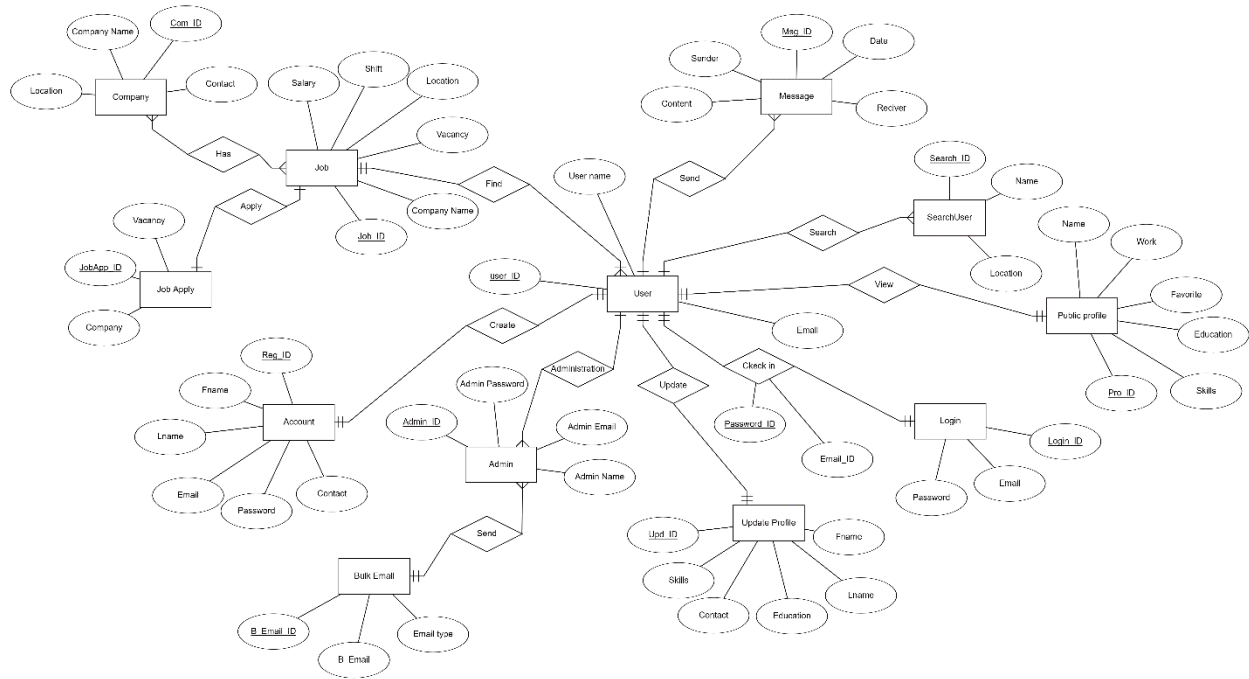 Com_ID
Company Name
Location
Contact
Company
Has
Salary
Shift
Location
Vacancy
Job
Company Name
Job_ID
Apply
Vacancy
JobApp_ID
Job Apply
Company
Find
User name
user_ID
User
Email
Msg_ID
Date
Sender
Content
Message
Reciver
Send
Search_ID
Name
SearchUser
Location
Search
View
Name
Work
Favorite
Public profile
Education
Pro_ID
Skills
Create
Reg_ID
Fname
Lname
Account
Email
Password
Contact
Administration
Admin Password
Admin_ID
Admin Email
Admin
Admin Name
Send
Bulk Email
B_Email_ID
B_Email
Email type
Update
Ckeck in
Password_ID
Email_ID
Login
Login_ID
Password
Email
Update Profile
Upd_ID
Fname
Skills
Lname
Contact
Education